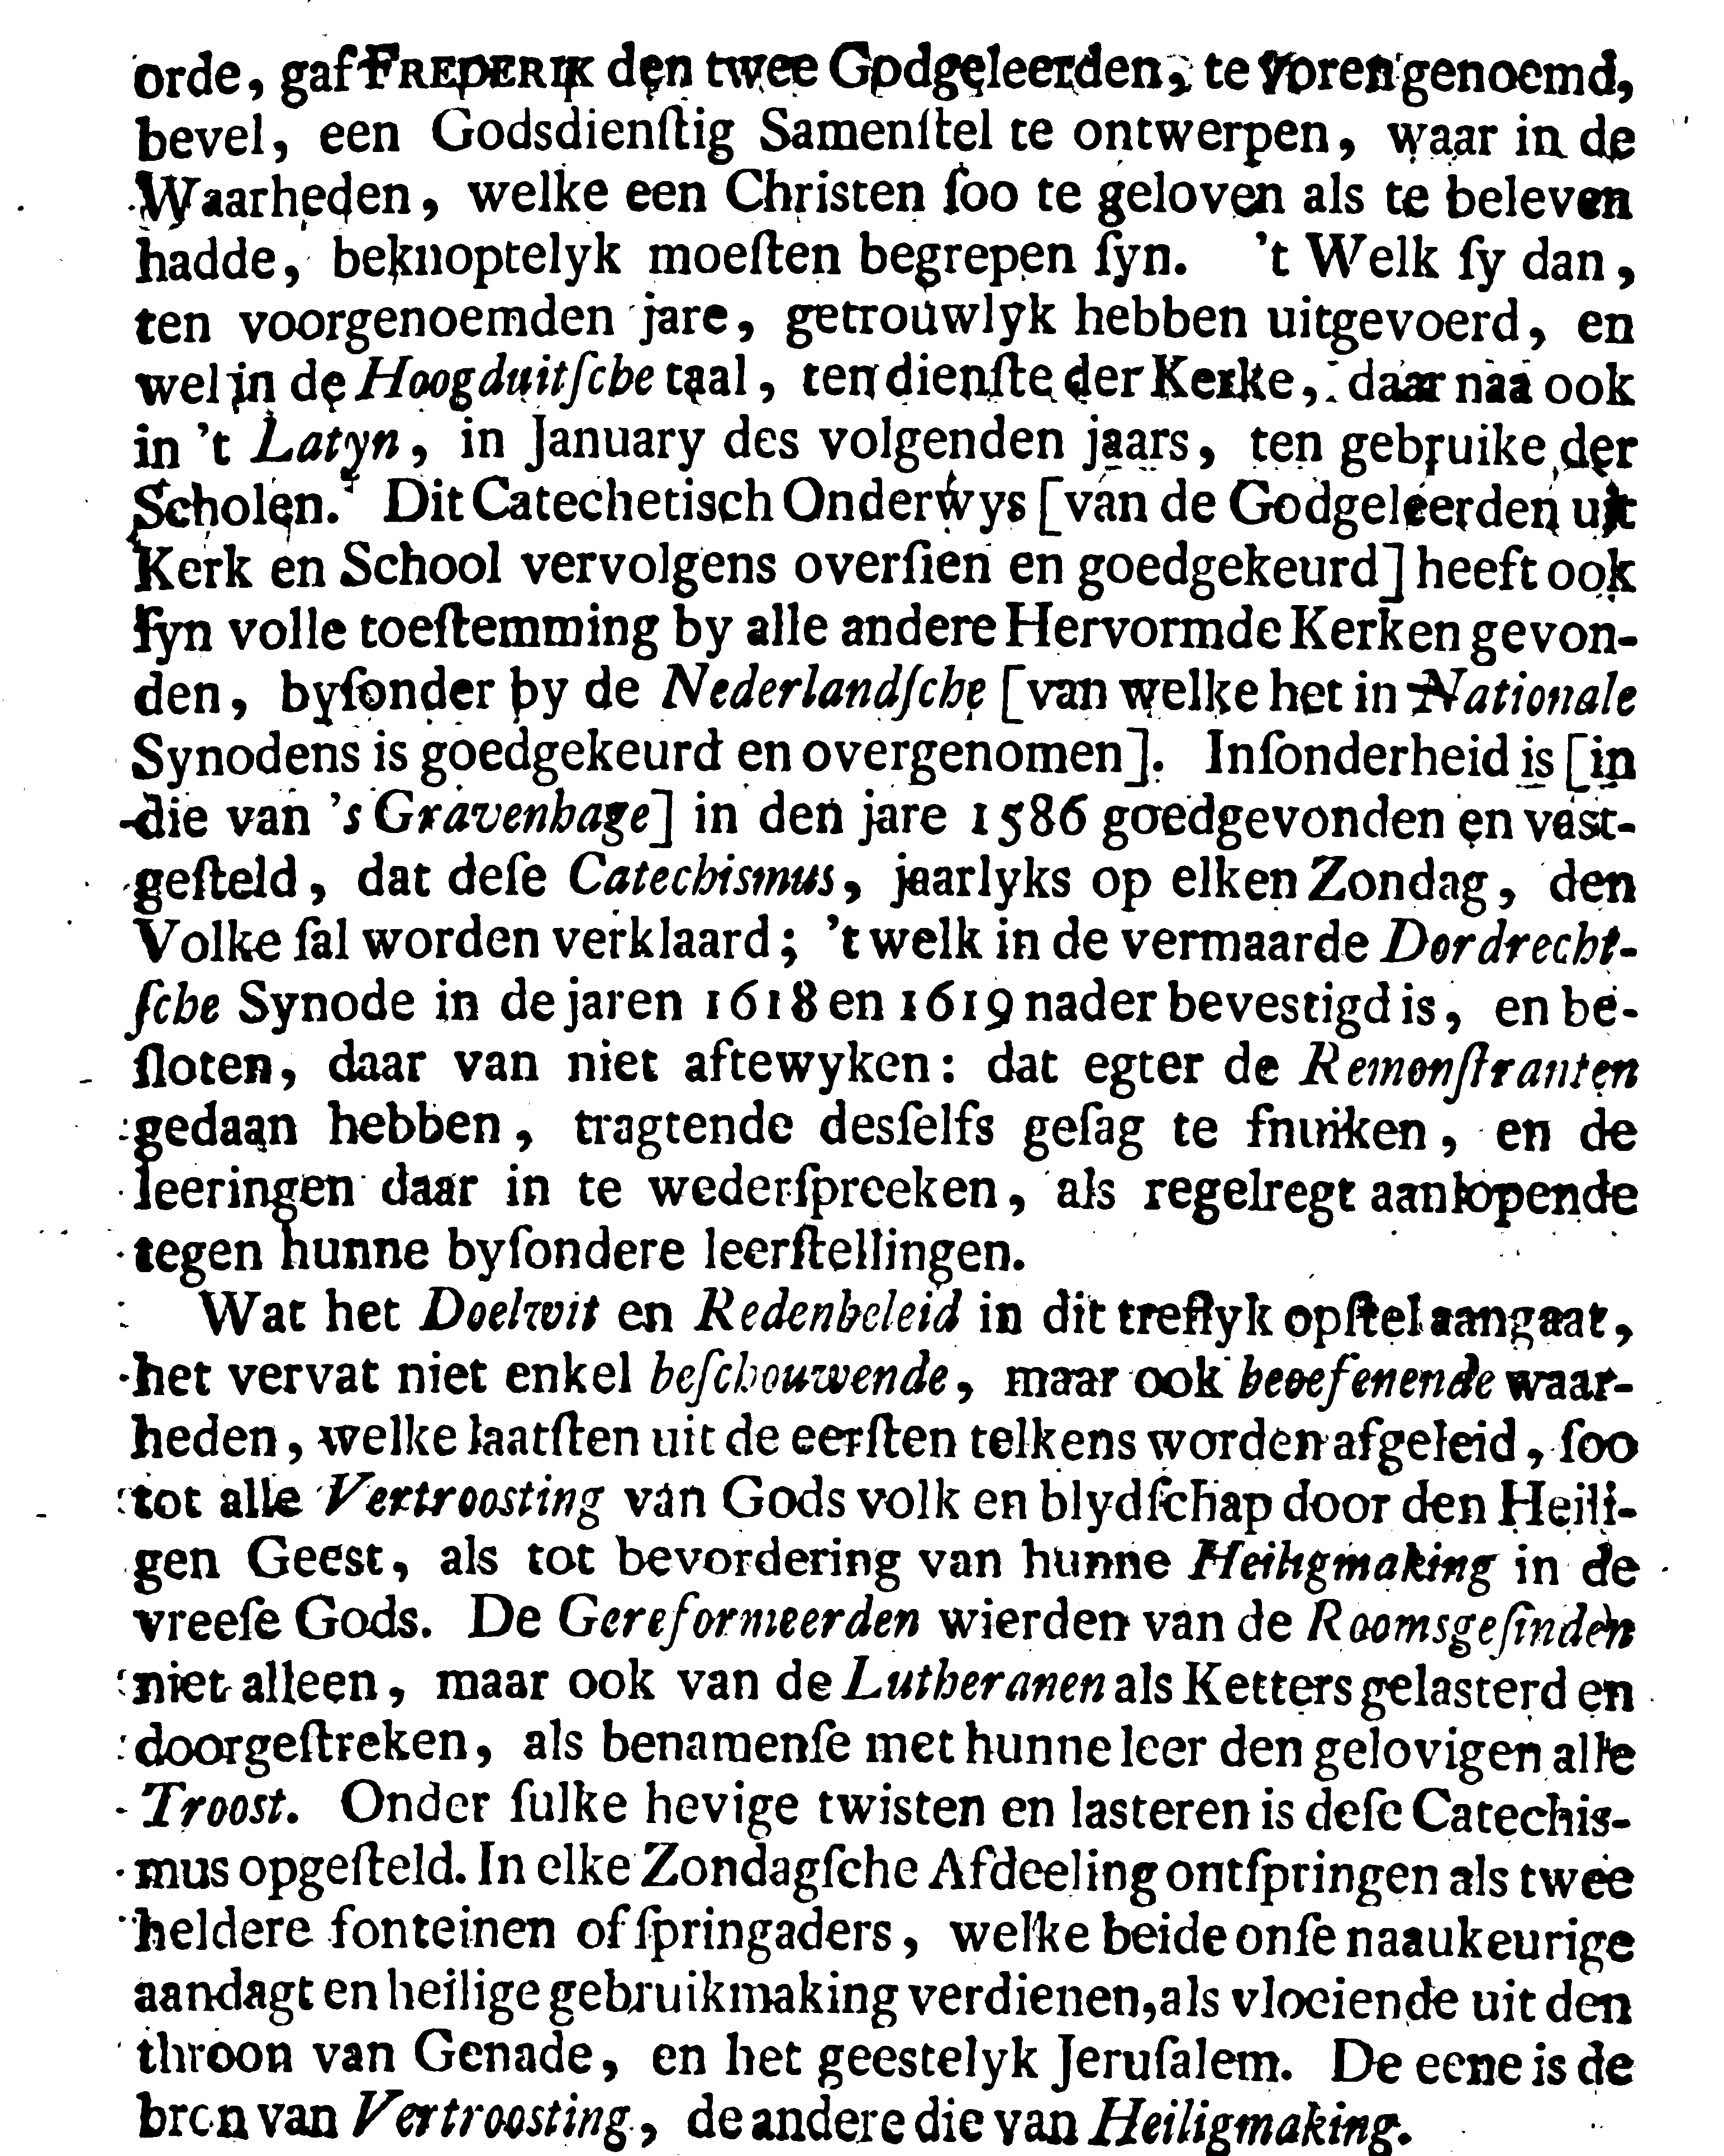 orde, gaf FREDERIK den twee Godgeleerden, te voren genoemd,
bevel, een Godsdienſtig Samenſtel te ontwerpen, waar in de
Waarheden, welke een Christen ſoo te geloven als te beleven
hadde, beknoptelyk moeſten begrepen ſyn. 't Welk ſy dan,
ten voorgenoemden jare, getrouwlyk hebben uitgevoerd, en
wel in de Hoogduitſche taal, ten dienſte der Kerke, daar naa ook
in 't Latyn, in January des volgenden jaars, ten gebruike der
Scholen. Dit Catechetisch Onderwys [van de Godgeleerden uit
Kerk en School vervolgens overſien en goedgekeurd] heeft ook
ſyn volle toeſtemming by alle andere Hervormde Kerken gevon-
den, byſonder by de Nederlandſche [van welke het in Nationale
Synodens is goedgekeurd en overgenomen]. Inſonderheid is [in
die van 's Gravenhage] in den jare 1586 goedgevonden en vast-
geſteld, dat deſe Catechismus, jaarlyks op elken Zondag, den
Volke ſal worden verklaard; 't welk in de vermaarde Dordrecht-
ſche Synode in de jaren 1618 en 1619 nader bevestigd is, en be-
ſloten, daar van niet aftewyken: dat egter de Remonſtranten
gedaan hebben, tragtende desſelfs geſag te ſnuiken, en de
leeringen daar in te wederſpreeken, als regelregt aanlopende
tegen hunne byſondere leerſtellingen.
Wat het Doelwit en Redenbeleid in dit treflyk opſtel aangaat,
het vervat niet enkel beſchouwende, maar ook beoefenende waar-
heden, welke laatſten uit de eerſten telkens worden afgeleid, ſoo
tot alle Vertroosting van Gods volk en blydſchap door den Heili-
gen Geest, als tot bevordering van hunne Heiligmaking in de
vreeſe Gods. De Gereformeerden wierden van de Roomsgeſinden
niet alleen, maar ook van de Lutheranen als Ketters gelasterd en
doorgeſtreken, als benamenſe met hunne leer den gelovigen alle
Troost. Onder ſulke hevige twisten en lasteren is deſe Catechis-
mus opgeſteld. In elke Zondagſche Afdeeling ontſpringen als twee
heldere fonteinen of ſpringaders, welke beide onſe naaukeurige
aandagt en heilige gebruikmaking verdienen, als vloeiende uit den
throon van Genade, en het geestelyk Jeruſalem. De eene is de
bron van Vertroosting, de andere die van Heiligmaking.